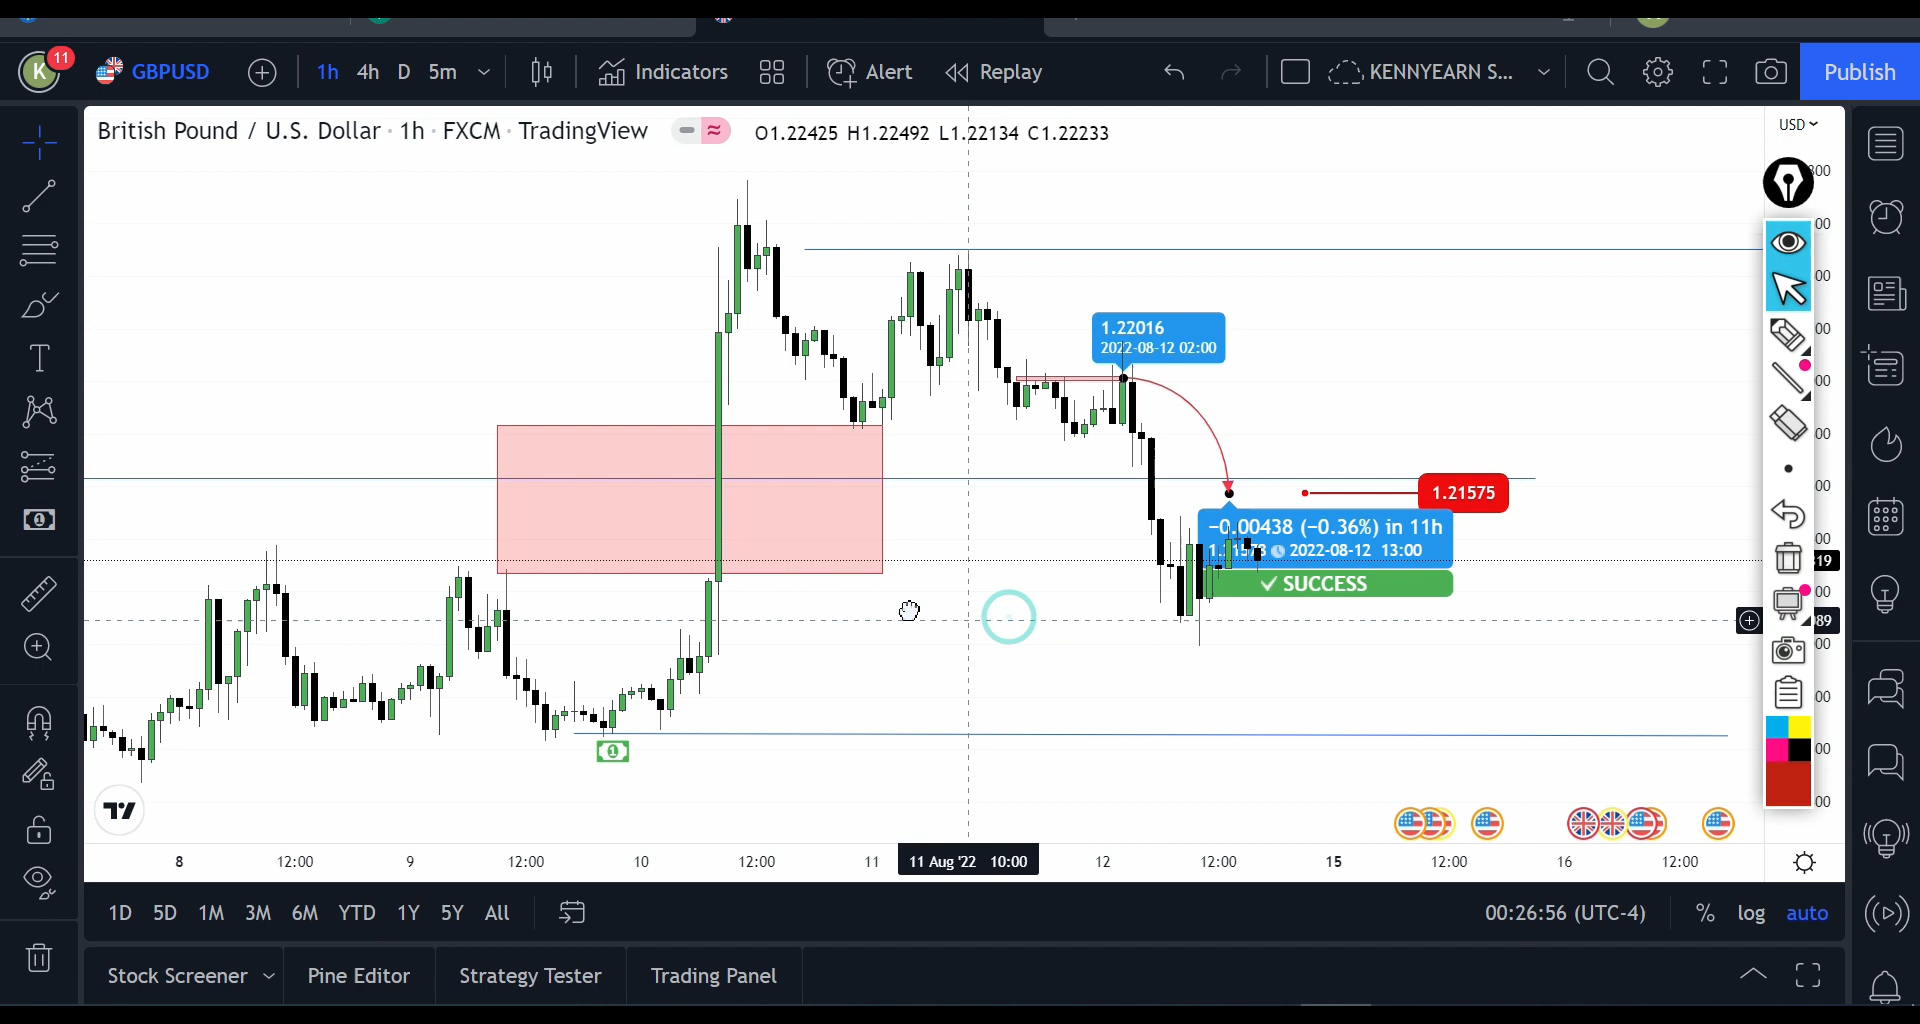 K
11
GBPUSD
1h 4h D 5m
Indicators
Alert
Replay
KENNYEARN S...
Publish
British Pound / U.S. Dollar · 1h · FXCM · TradingView
O1.22425 H1.22492 L1.22134 C1.22233
USD
1.22016
2022-08-12 02:00
1.21575
−0.00438 (−0.36%) in 11h
2022-08-12 13:00
SUCCESS
8 12:00 9 12:00 10 12:00 11 11 Aug '22 10:00 12 12:00 15 12:00 16 12:00
1D 5D 1M 3M 6M YTD 1Y 5Y All
00:26:56 (UTC-4)
% log auto
Stock Screener
Pine Editor
Strategy Tester
Trading Panel